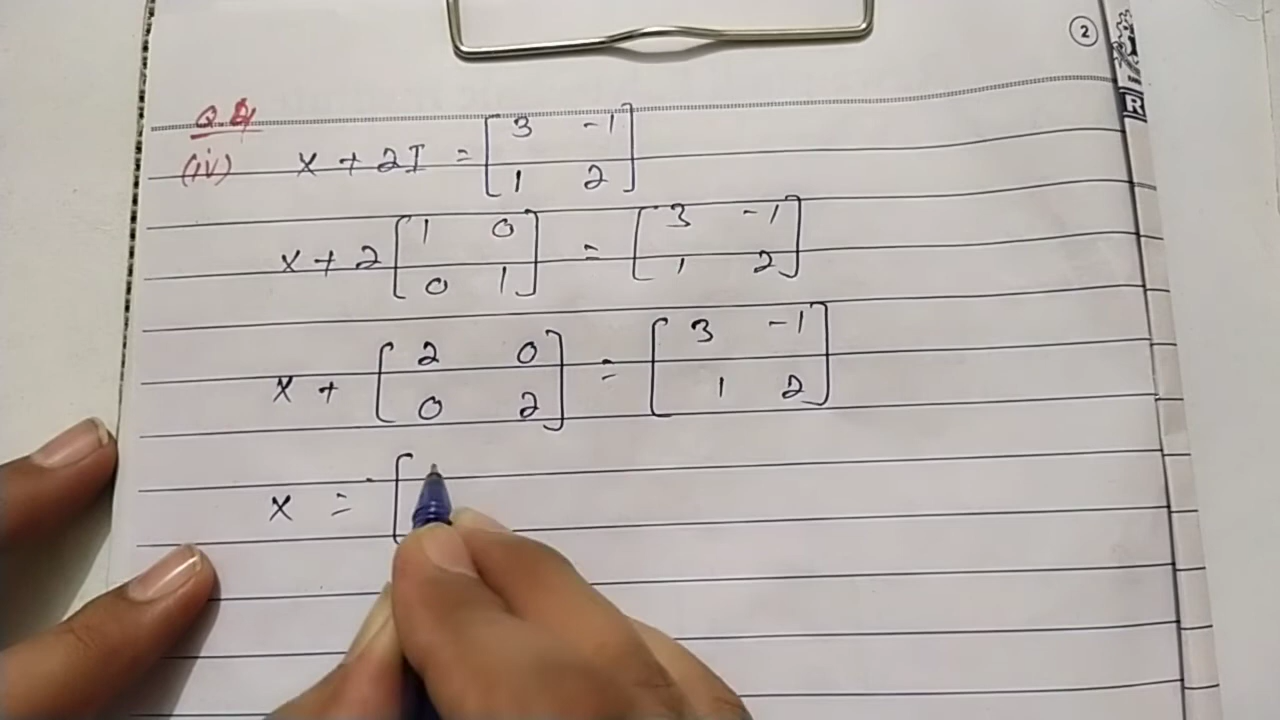 (iv) X + 2I = [3 -1
1 2]
X + 2 [1 0
0 1] = [3 -1
1 2]
X + [2 0
0 2] = [3 -1
1 2]
X = [
2
R